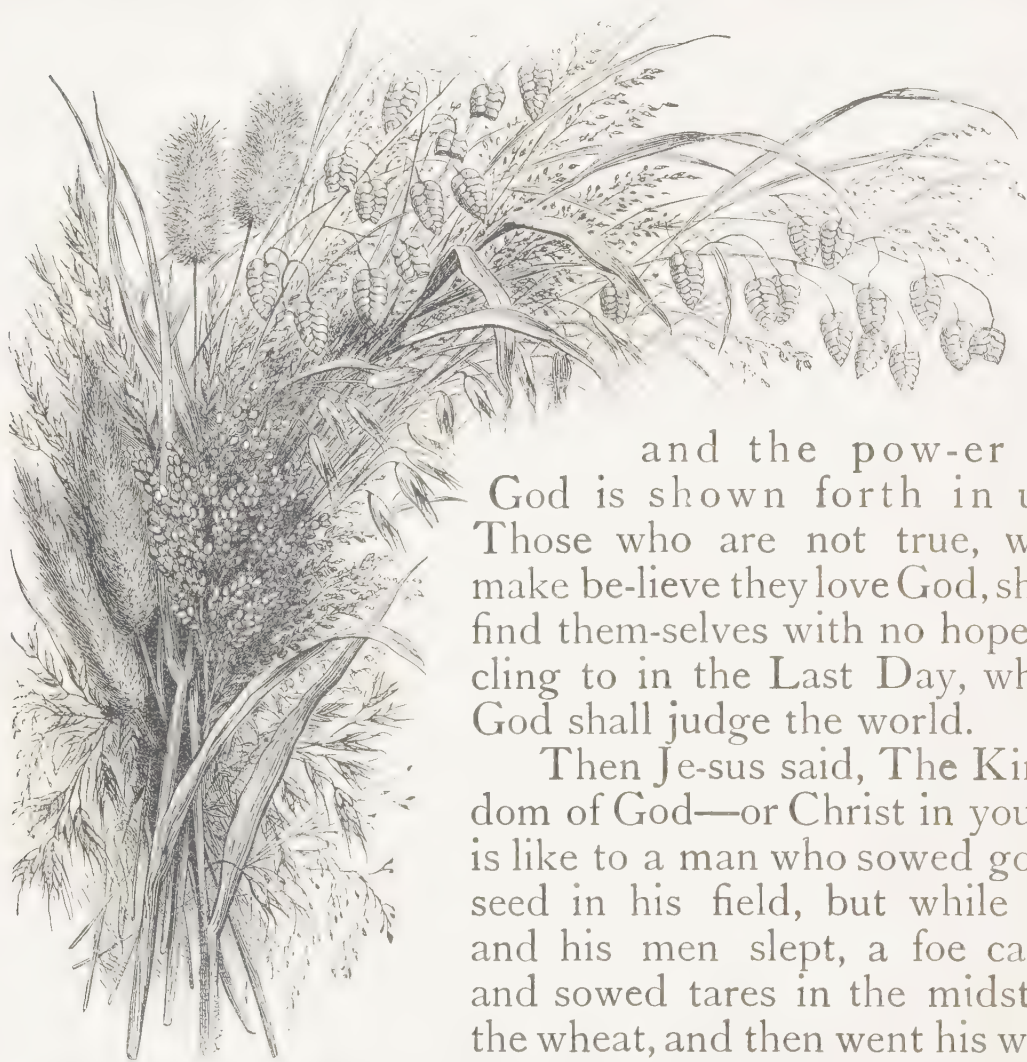 and the pow-er
God is shown forth in
Those who are not true,
make be-lieve they love God,
find them-selves with no hope
cling to in the Last Day,
God shall judge the world.
Then Je-sus said, The
dom of God—or Christ in you
is like to a man who sowed
seed in his field, but while
and his men slept, a foe
and sowed tares in the midst
the wheat, and then went his